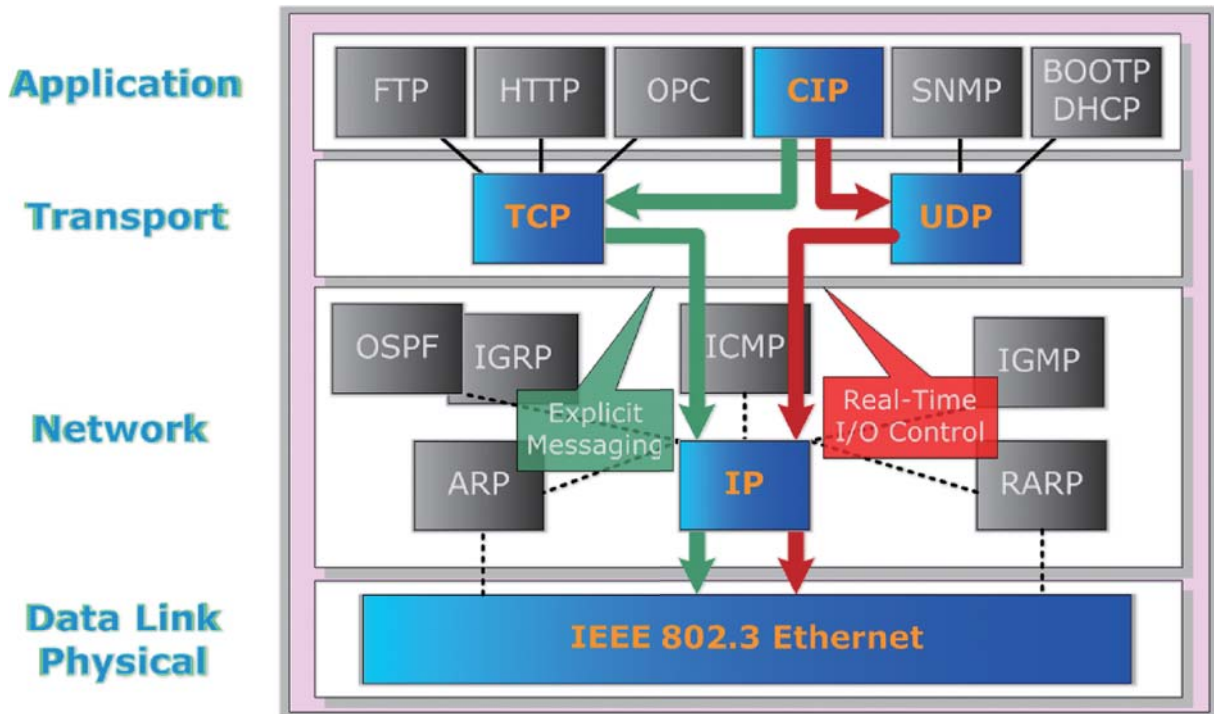 Application
FTP
HTTP
OPC
CIP
SNMP
BOOTP
DHCP
Transport
TCP
UDP
Network
OSPF
IGRP
ICMP
IGMP
Explicit
Messaging
Real-Time
I/O Control
ARP
IP
RARP
Data Link
Physical
IEEE 802.3 Ethernet